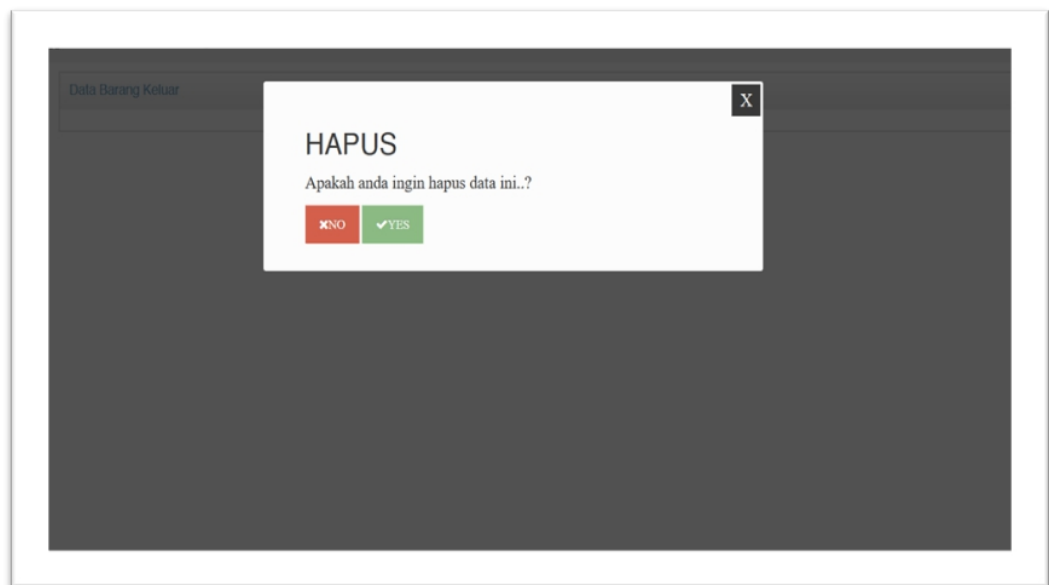 Data Barang Keluar
X
HAPUS
Apakah anda ingin hapus data ini..?
✖NO ✔YES